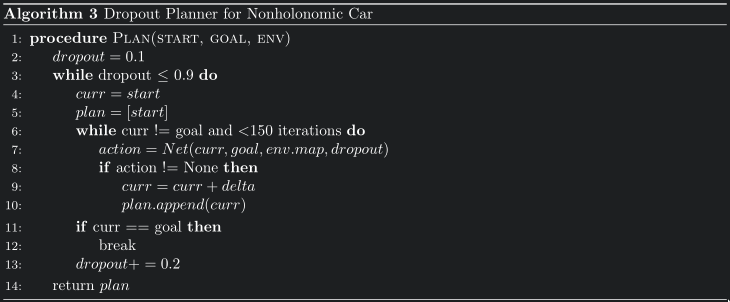 Algorithm 3 Dropout Planner for Nonholonomic Car
1: procedure PLAN(START, GOAL, ENV)
2: dropout = 0.1
3: while dropout ≤ 0.9 do
4: curr = start
5: plan = [start]
6: while curr != goal and <150 iterations do
7: action = Net(curr, goal, env.map, dropout)
8: if action != None then
9: curr = curr + delta
10: plan.append(curr)
11: if curr == goal then
12: break
13: dropout+ = 0.2
14: return plan